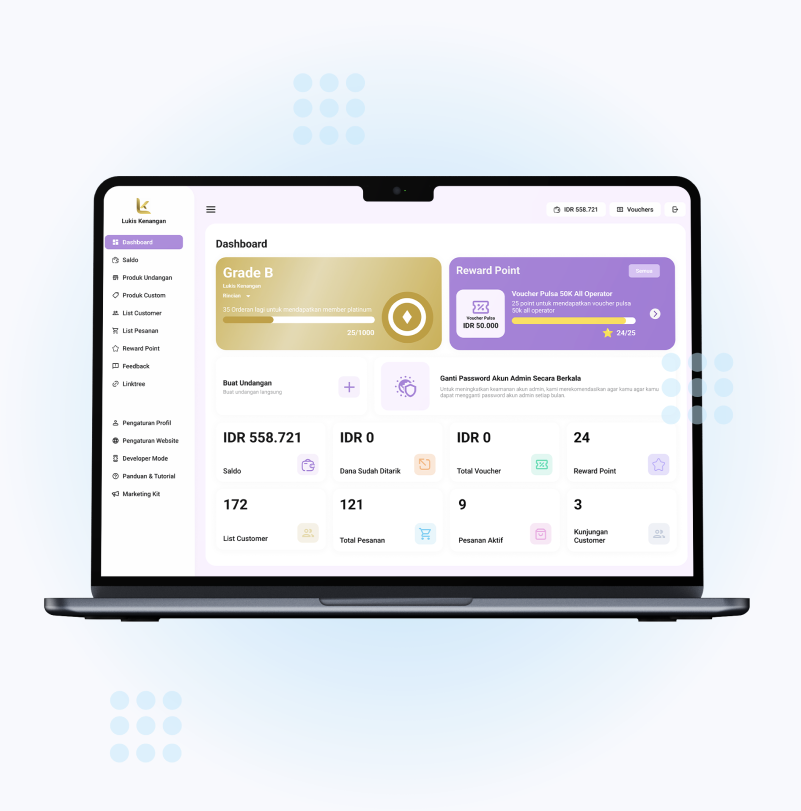 Lukis Kenangan
Dashboard
Saldo
Produk Undangan
Produk Custom
List Customer
List Pesanan
Reward Point
Feedback
Linktree
Pengaturan Profil
Pengaturan Website
Developer Mode
Panduan & Tutorial
Marketing Kit
IDR 558.721
Vouchers
Dashboard
Grade B
Lukis Kenangan
Rincian
35 Orderan lagi untuk mendapatkan member platinum
25/1000
Reward Point
Semua
Voucher Pulsa
IDR 50.000
Voucher Pulsa 50K All Operator
25 point untuk mendapatkan voucher pulsa
50k all operator
24/25
Buat Undangan
Buat undangan langsung
Ganti Password Akun Admin Secara Berkala
Untuk meningkatkan keamanan akun admin, kami merekomendasikan agar kamu agar kamu
dapat mengganti password akun admin setiap bulan.
IDR 558.721
Saldo
IDR 0
Dana Sudah Ditarik
IDR 0
Total Voucher
24
Reward Point
172
List Customer
121
Total Pesanan
9
Pesanan Aktif
3
Kunjungan
Customer